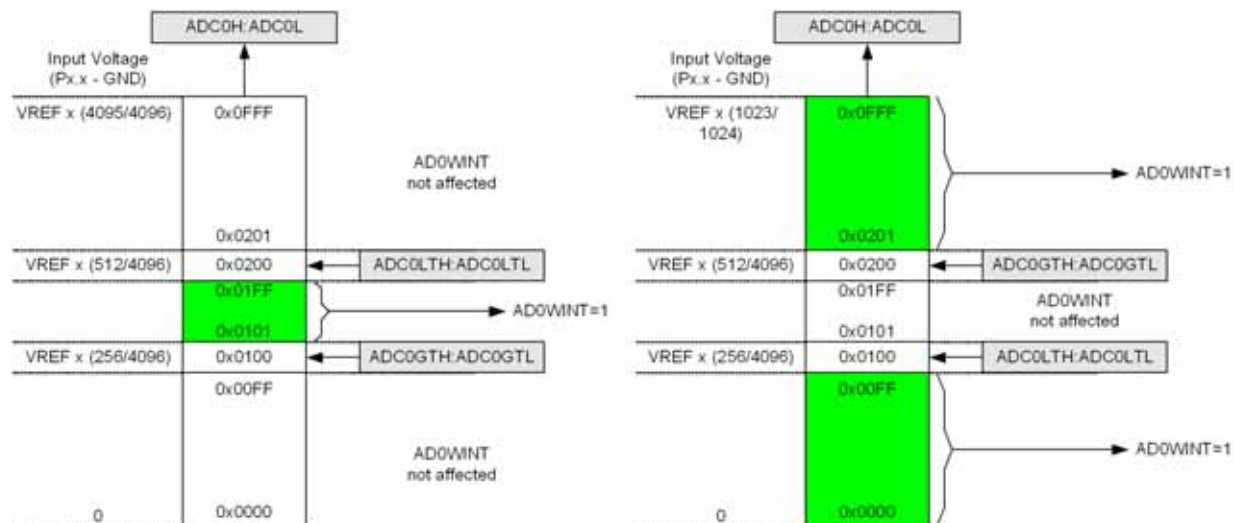 ADC0H:ADC0L
Input Voltage
(Px.x - GND)
VREF x (4095/4096)
0x0FFF
AD0WINT
not affected
0x0201
VREF x (512/4096)
0x0200
ADC0LTH:ADC0LTL
0x01FF
AD0WINT=1
0x0101
VREF x (256/4096)
0x0100
ADC0GTH:ADC0GTL
0x00FF
AD0WINT
not affected
0
0x0000
ADC0H:ADC0L
Input Voltage
(Px.x - GND)
VREF x (1023/
1024)
0x0FFF
AD0WINT=1
0x0201
VREF x (512/4096)
0x0200
ADC0GTH:ADC0GTL
0x01FF
AD0WINT
not affected
0x0101
VREF x (256/4096)
0x0100
ADC0LTH:ADC0LTL
0x00FF
AD0WINT=1
0
0x0000